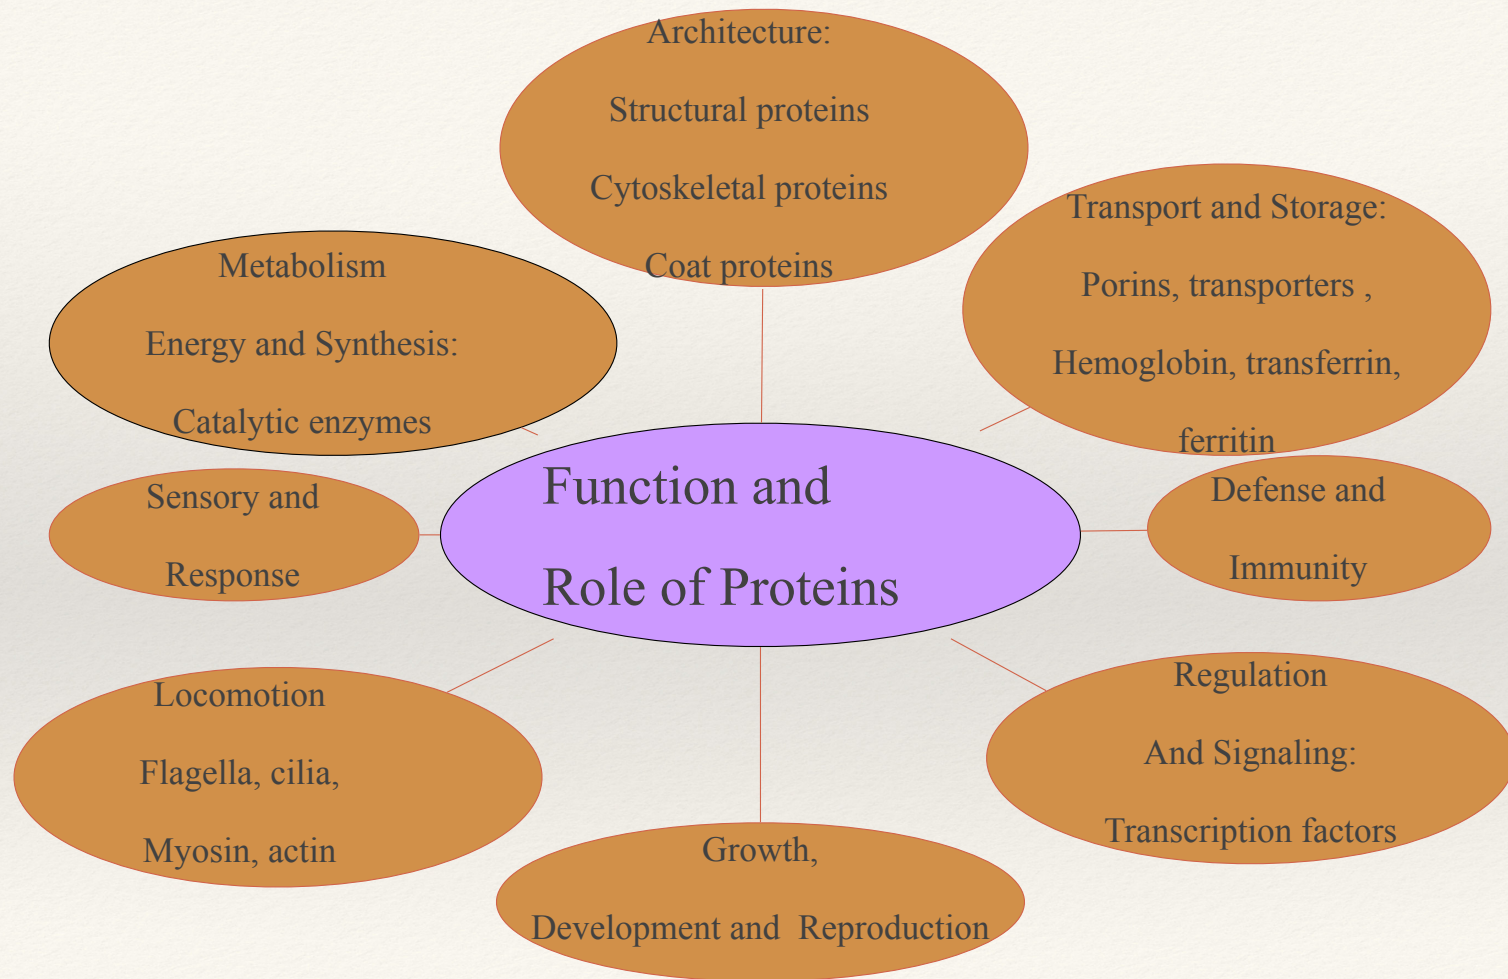 Architecture:
Structural proteins
Cytoskeletal proteins
Coat proteins
Transport and Storage:
Porins, transporters ,
Hemoglobin, transferrin,
ferritin
Metabolism
Energy and Synthesis:
Catalytic enzymes
Function and
Role of Proteins
Sensory and
Response
Defense and
Immunity
Locomotion
Flagella, cilia,
Myosin, actin
Regulation
And Signaling:
Transcription factors
Growth,
Development and  Reproduction